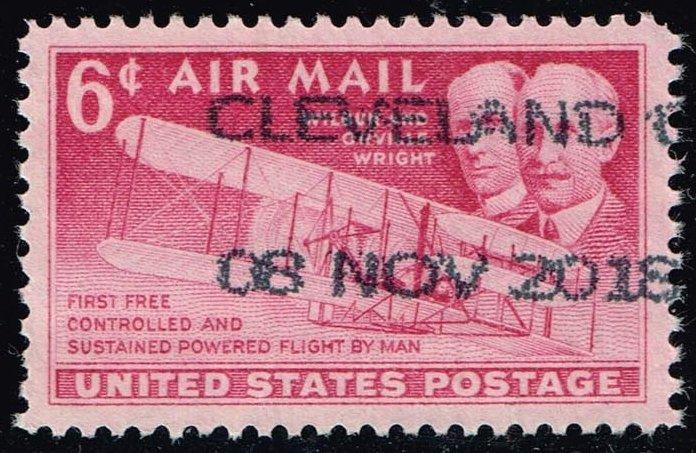 6¢ AIR MAIL
CLEVELAND
ORVILLE
WRIGHT
08 NOV 2018
FIRST FREE
CONTROLLED AND
SUSTAINED POWERED FLIGHT BY MAN
UNITED STATES POSTAGE